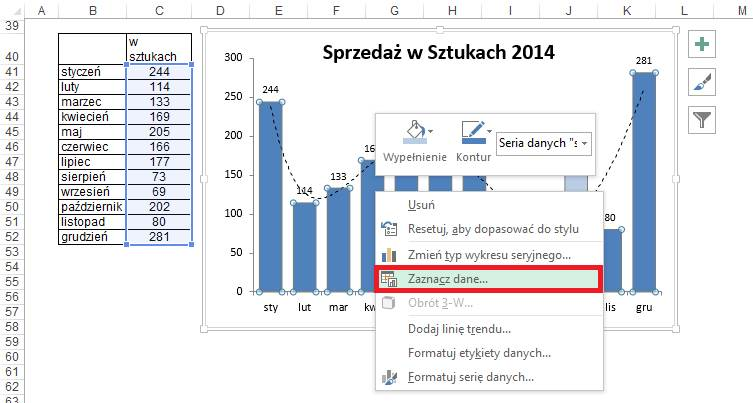 A B C D E F G H I J K L M
39
40 w sztukach
41 styczeń 244
42 luty 114
43 marzec 133
44 kwiecień 169
45 maj 205
46 czerwiec 166
47 lipiec 177
48 sierpień 73
49 wrzesień 69
50 październik 202
51 listopad 80
52 grudzień 281
53
54
55
56
57
58
59
60
61
62
63
Sprzedaż w Sztukach 2014
300
250
200
150
100
50
0
244 114 133 80 281
sty lut mar lis gru
Wypełnienie Kontur Seria danych "s
Usuń
Resetuj, aby dopasować do stylu
Zmień typ wykresu seryjnego...
Zaznacz dane...
Obrót 3-W...
Dodaj linię trendu...
Formatuj etykiety danych...
Formatuj serię danych...